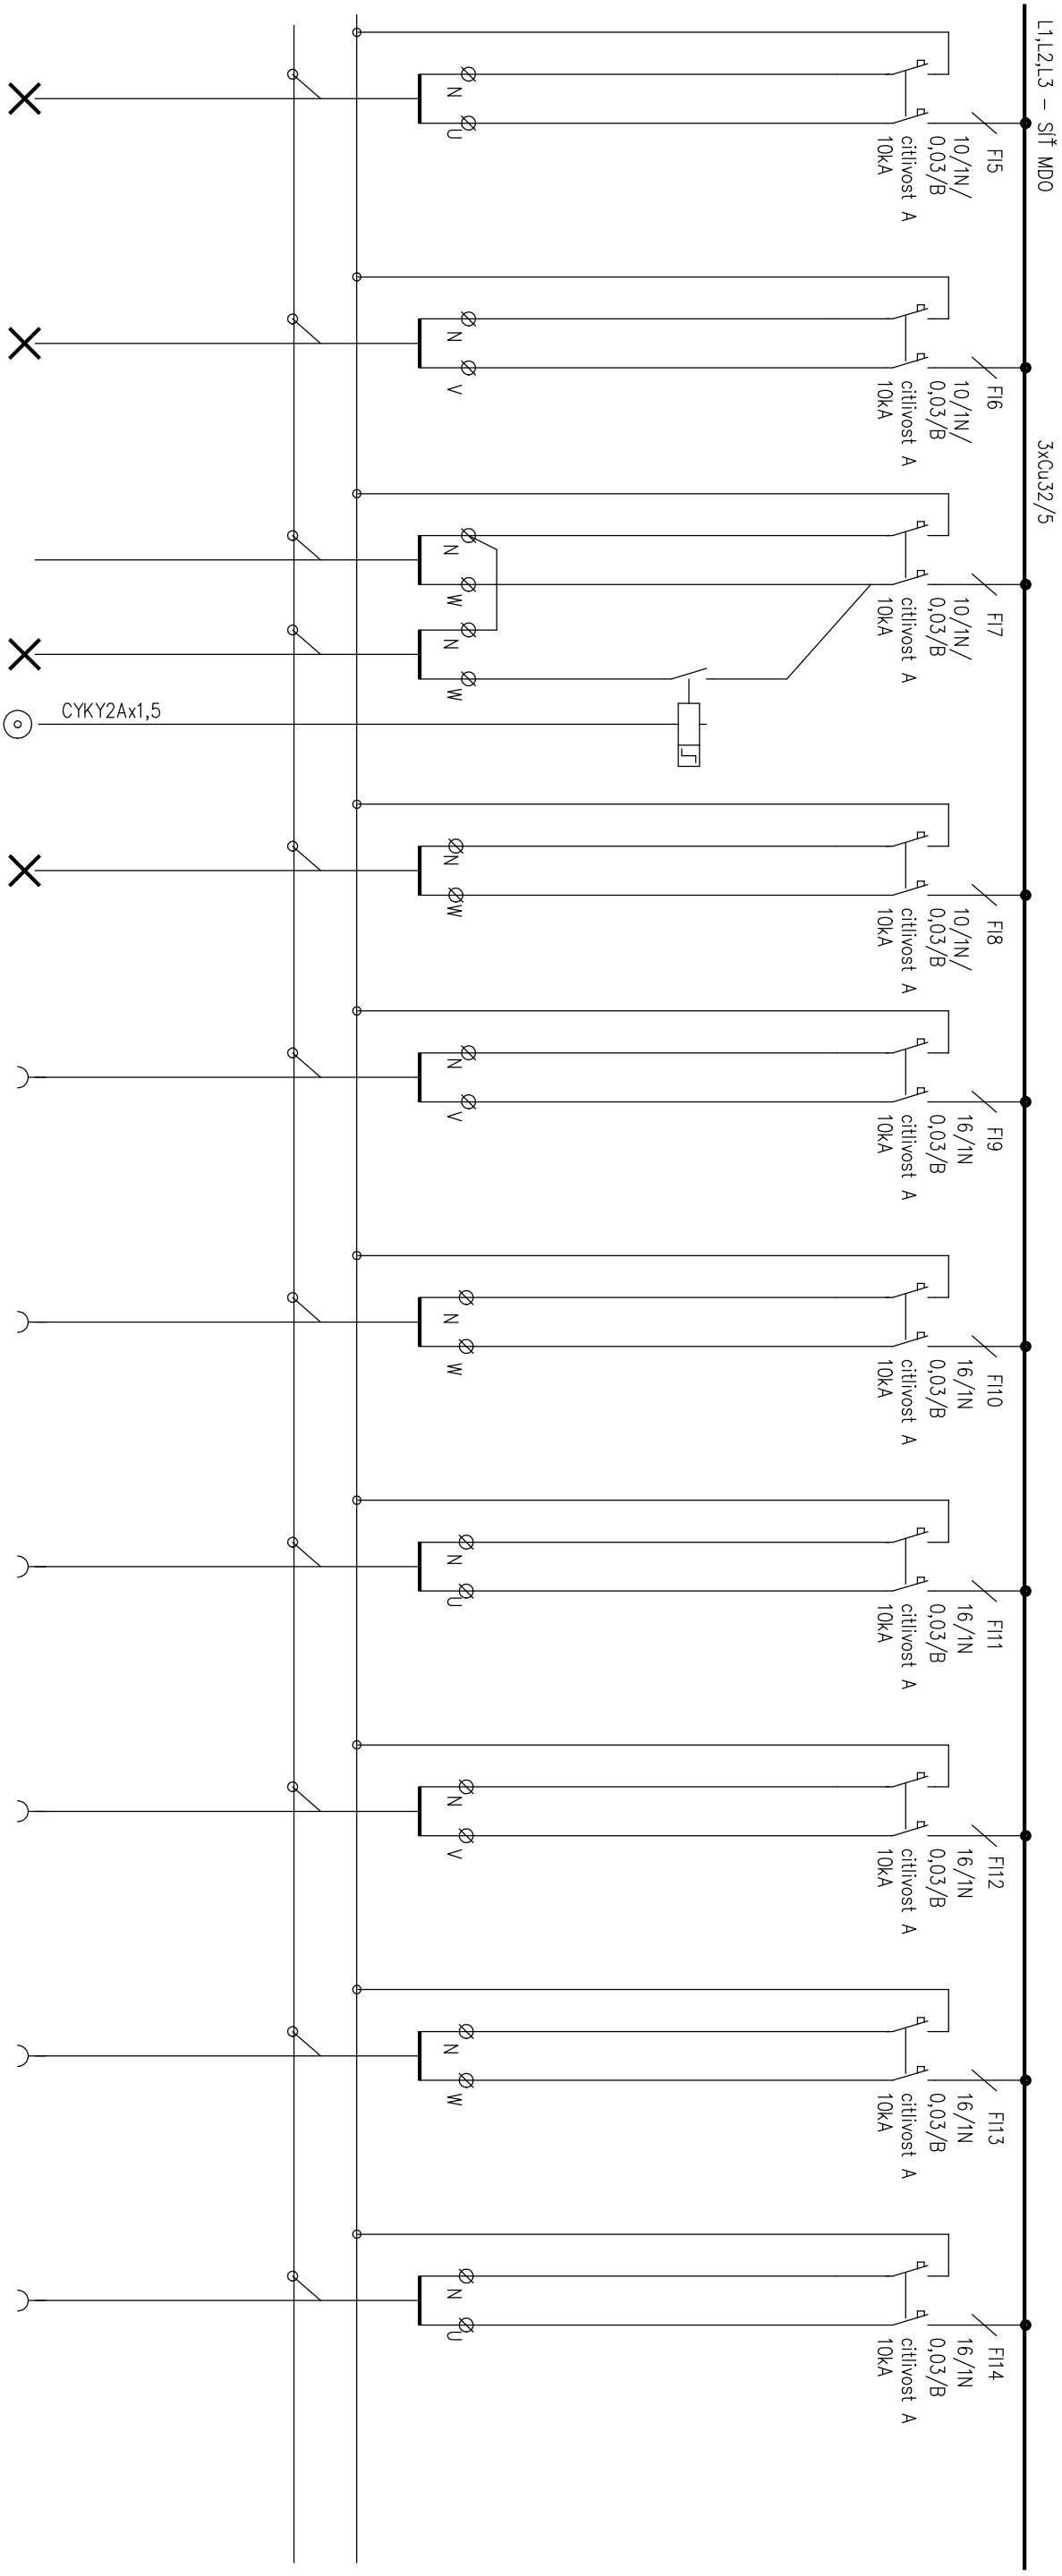 L1,L2,L3 – SÍŤ MDO
3xCu32/5
FI5
10/1N/
0,03/B
citlivost A
10kA
N
U
FI6
10/1N/
0,03/B
citlivost A
10kA
N
V
FI7
10/1N/
0,03/B
citlivost A
10kA
N
W
N
W
CYKY2Ax1,5
FI8
10/1N/
0,03/B
citlivost A
10kA
N
W
FI9
16/1N
0,03/B
citlivost A
10kA
N
V
FI10
16/1N
0,03/B
citlivost A
10kA
N
W
FI11
16/1N
0,03/B
citlivost A
10kA
N
U
FI12
16/1N
0,03/B
citlivost A
10kA
N
V
FI13
16/1N
0,03/B
citlivost A
10kA
N
W
FI14
16/1N
0,03/B
citlivost A
10kA
N
U